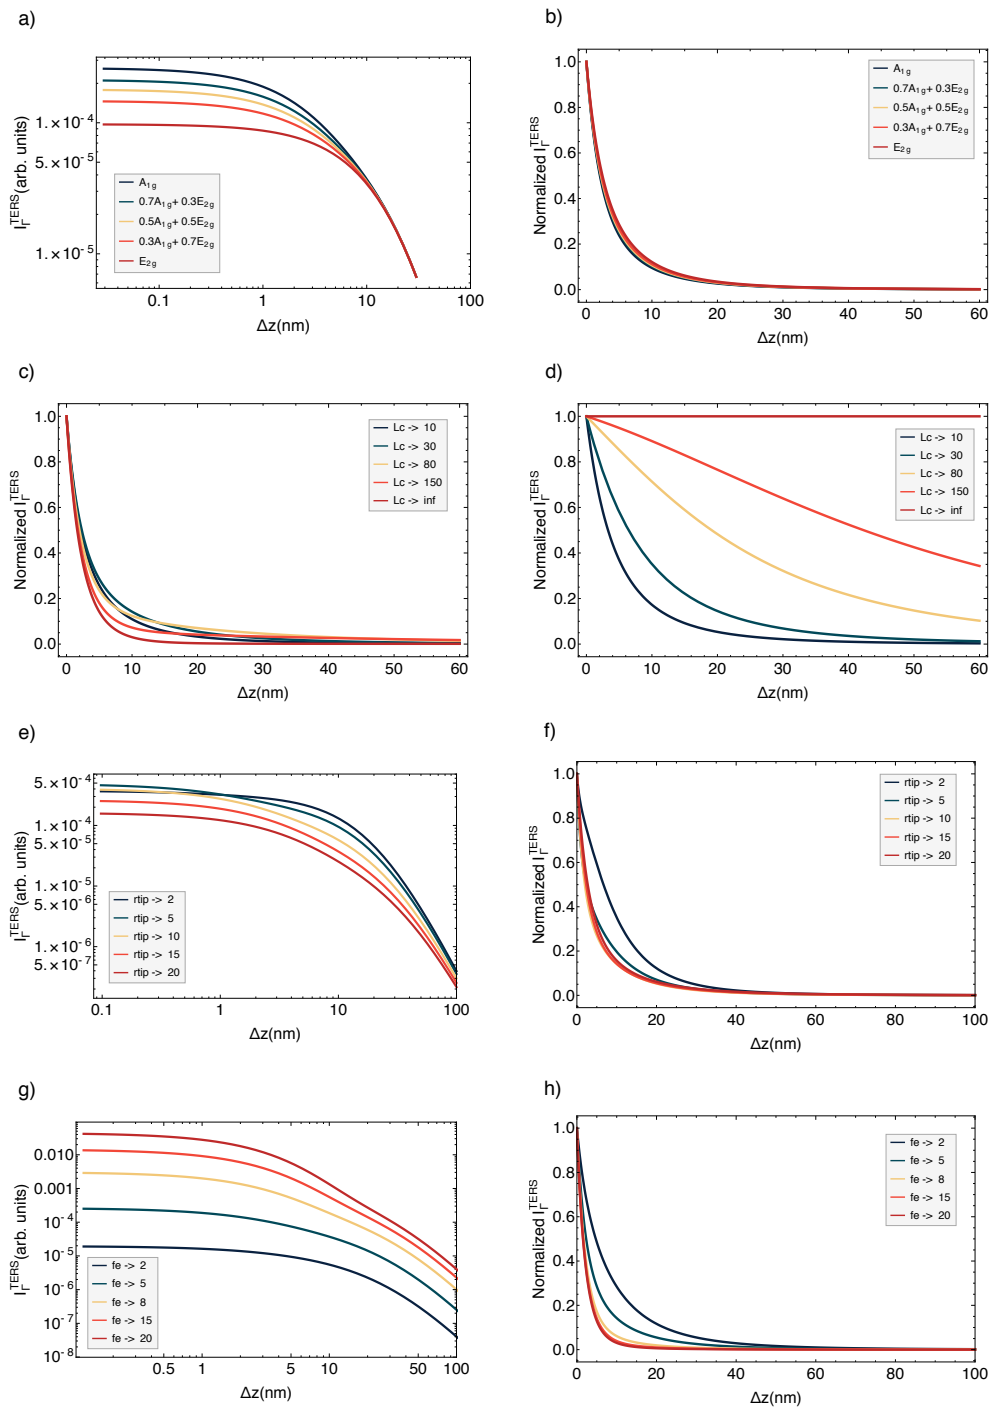 a)
I_Γ^TERS (arb. units)
1.×10⁻⁴
5.×10⁻⁵
1.×10⁻⁵
A₁g
0.7A₁g + 0.3E₂g
0.5A₁g + 0.5E₂g
0.3A₁g + 0.7E₂g
E₂g
0.1 1 10 100
Δz(nm)
b)
Normalized I_Γ^TERS
1.0
0.8
0.6
0.4
0.2
0.0
A₁g
0.7A₁g + 0.3E₂g
0.5A₁g + 0.5E₂g
0.3A₁g + 0.7E₂g
E₂g
0 10 20 30 40 50 60
Δz(nm)
c)
Normalized I_Γ^TERS
1.0
0.8
0.6
0.4
0.2
0.0
Lc -> 10
Lc -> 30
Lc -> 80
Lc -> 150
Lc -> inf
0 10 20 30 40 50 60
Δz(nm)
d)
Normalized I_Γ^TERS
1.0
0.8
0.6
0.4
0.2
0.0
Lc -> 10
Lc -> 30
Lc -> 80
Lc -> 150
Lc -> inf
0 10 20 30 40 50 60
Δz(nm)
e)
I_Γ^TERS (arb. units)
5.×10⁻⁴
1.×10⁻⁴
5.×10⁻⁵
1.×10⁻⁵
5.×10⁻⁶
1.×10⁻⁶
5.×10⁻⁷
rtip -> 2
rtip -> 5
rtip -> 10
rtip -> 15
rtip -> 20
0.1 1 10 100
Δz(nm)
f)
Normalized I_Γ^TERS
1.0
0.8
0.6
0.4
0.2
0.0
rtip -> 2
rtip -> 5
rtip -> 10
rtip -> 15
rtip -> 20
0 20 40 60 80 100
Δz(nm)
g)
I_Γ^TERS (arb. units)
0.010
0.001
10⁻⁴
10⁻⁵
10⁻⁶
10⁻⁷
10⁻⁸
fe -> 2
fe -> 5
fe -> 8
fe -> 15
fe -> 20
0.5 1 5 10 50 100
Δz(nm)
h)
Normalized I_Γ^TERS
1.0
0.8
0.6
0.4
0.2
0.0
fe -> 2
fe -> 5
fe -> 8
fe -> 15
fe -> 20
0 20 40 60 80 100
Δz(nm)